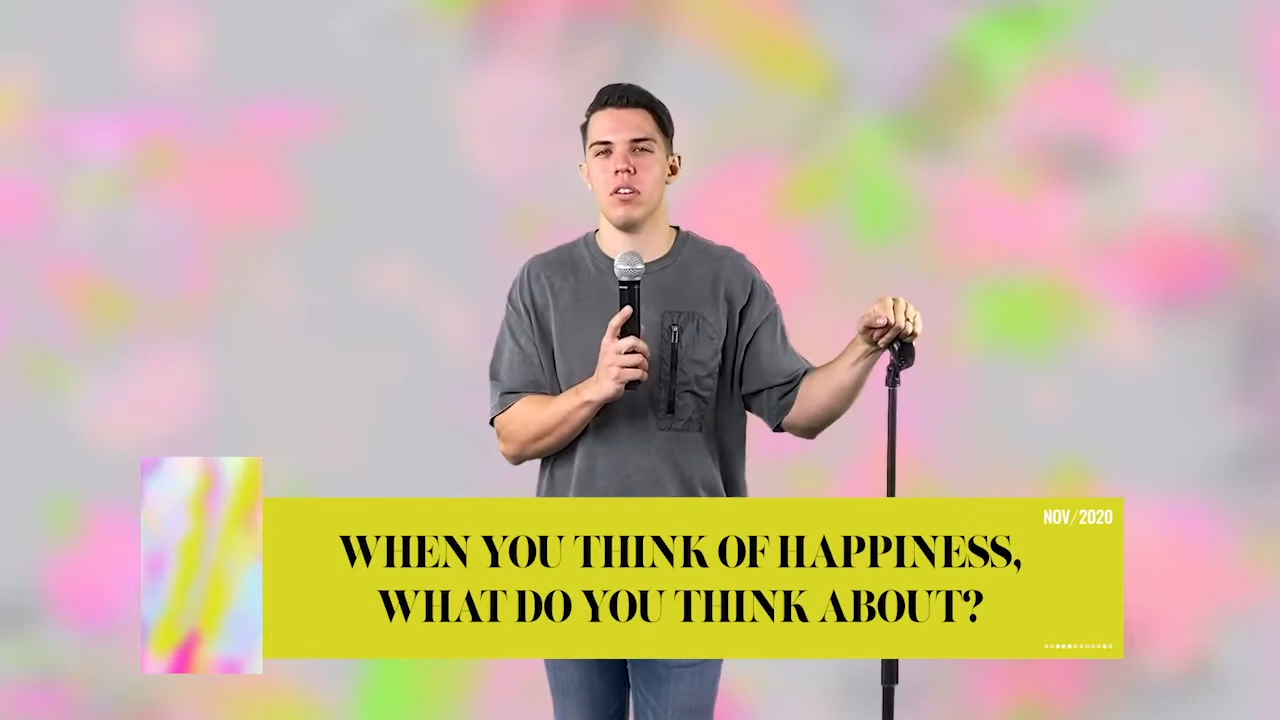 NOV/2020
WHEN YOU THINK OF HAPPINESS,
WHAT DO YOU THINK ABOUT?